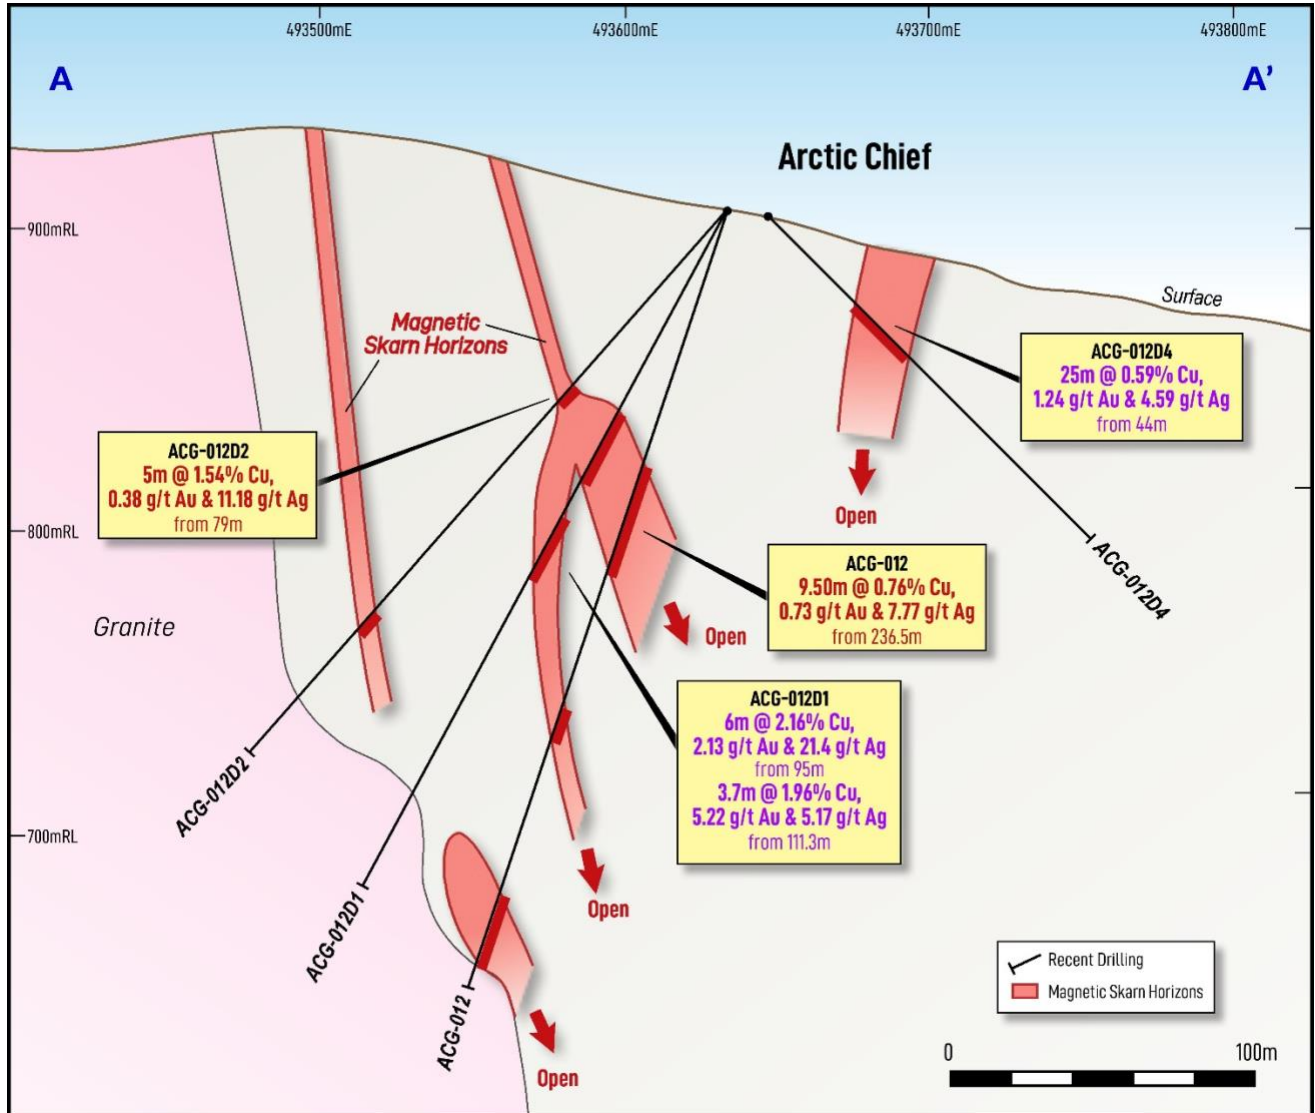 493500mE
493600mE
493700mE
493800mE
A
A’
Arctic Chief
900mRL
Surface
Magnetic
Skarn Horizons
ACG-012D4
25m @ 0.59% Cu,
1.24 g/t Au & 4.59 g/t Ag
from 44m
ACG-012D2
5m @ 1.54% Cu,
0.38 g/t Au & 11.18 g/t Ag
from 79m
Open
800mRL
ACG-012D4
ACG-012
9.50m @ 0.76% Cu,
0.73 g/t Au & 7.77 g/t Ag
from 236.5m
Granite
Open
ACG-012D1
6m @ 2.16% Cu,
2.13 g/t Au & 21.4 g/t Ag
from 95m
3.7m @ 1.96% Cu,
5.22 g/t Au & 5.17 g/t Ag
from 111.3m
ACG-012D2
700mRL
Open
ACG-012D1
ACG-012
Open
Recent Drilling
Magnetic Skarn Horizons
0
100m